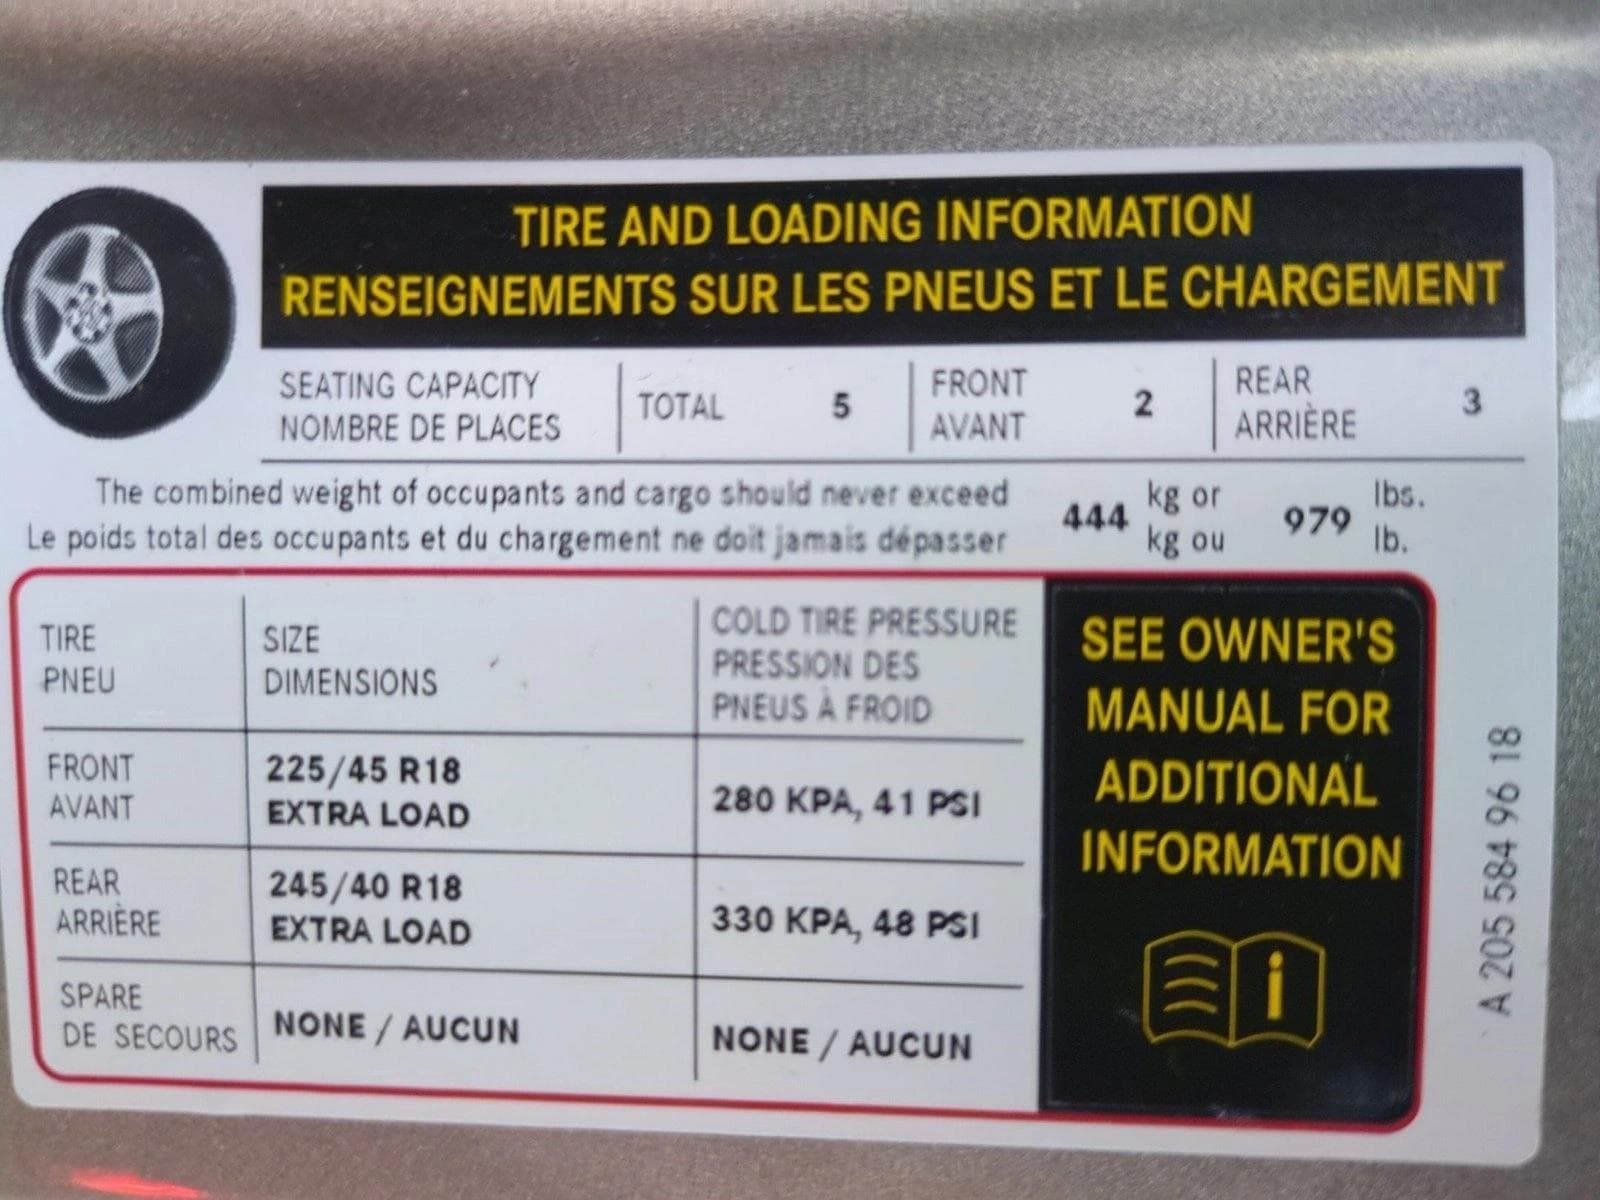 TIRE AND LOADING INFORMATION
RENSEIGNEMENTS SUR LES PNEUS ET LE CHARGEMENT
SEATING CAPACITY
NOMBRE DE PLACES
TOTAL 5
FRONT
AVANT
2
REAR
ARRIÈRE
3
The combined weight of occupants and cargo should never exceed
Le poids total des occupants et du chargement ne doit jamais dépasser
444
kg or
kg ou
979
lbs.
lb.
TIRE
PNEU
SIZE
DIMENSIONS
COLD TIRE PRESSURE
PRESSION DES
PNEUS À FROID
FRONT
AVANT
225/45 R18
EXTRA LOAD
280 KPA, 41 PSI
REAR
ARRIÈRE
245/40 R18
EXTRA LOAD
330 KPA, 48 PSI
SPARE
DE SECOURS
NONE / AUCUN
NONE / AUCUN
SEE OWNER'S
MANUAL FOR
ADDITIONAL
INFORMATION
i
A 205 584 96 18